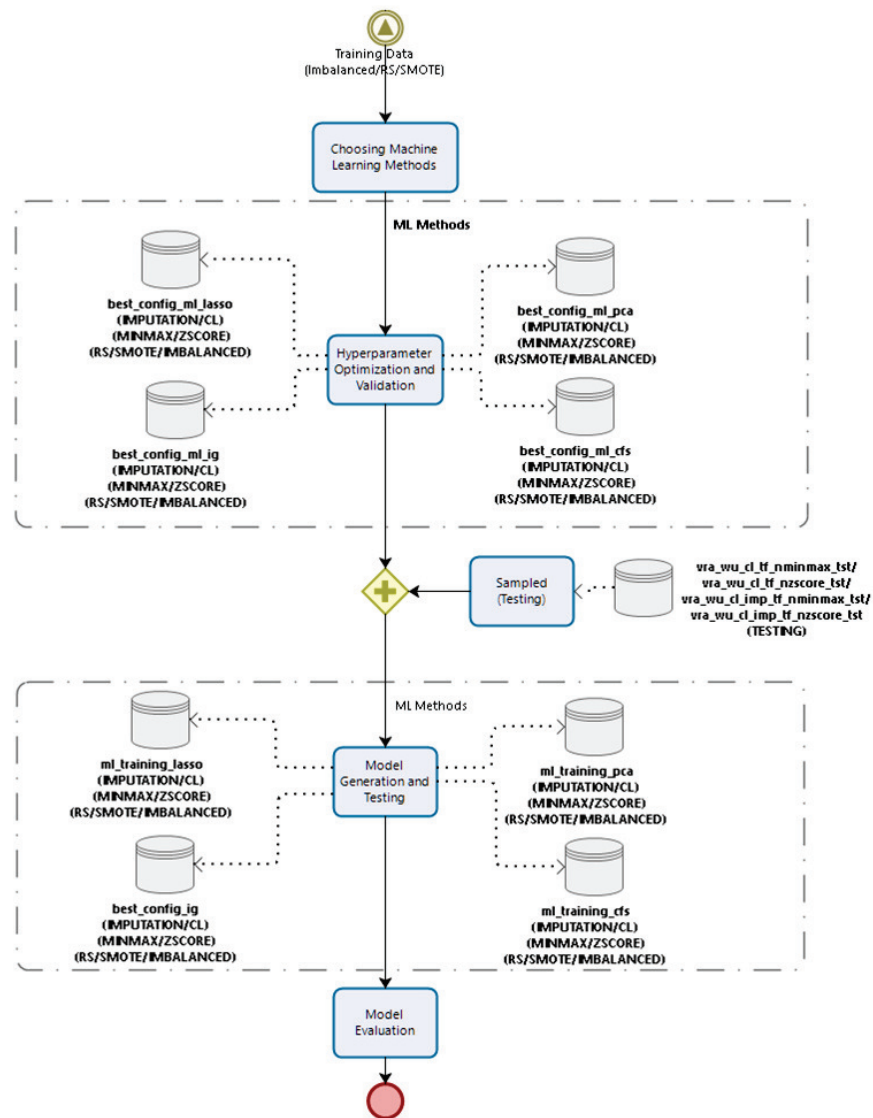 Training Data
(Imbalanced/RS/SMOTE)
Choosing Machine
Learning Methods
ML Methods
best_config_ml_lasso
(IMPUTATION/CL)
(MINMAX/ZSCORE)
(RS/SMOTE/IMBALANCED)
best_config_ml_pca
(IMPUTATION/CL)
(MINMAX/ZSCORE)
(RS/SMOTE/IMBALANCED)
Hyperparameter
Optimization and
Validation
best_config_ml_ig
(IMPUTATION/CL)
(MINMAX/ZSCORE)
(RS/SMOTE/IMBALANCED)
best_config_ml_cfs
(IMPUTATION/CL)
(MINMAX/ZSCORE)
(RS/SMOTE/IMBALANCED)
Sampled
(Testing)
vra_wu_cl_tf_nminmax_tst/
vra_wu_cl_tf_nzscore_tst/
vra_wu_cl_imp_tf_nminmax_tst/
vra_wu_cl_imp_tf_nzscore_tst
(TESTING)
ML Methods
ml_training_lasso
(IMPUTATION/CL)
(MINMAX/ZSCORE)
(RS/SMOTE/IMBALANCED)
ml_training_pca
(IMPUTATION/CL)
(MINMAX/ZSCORE)
(RS/SMOTE/IMBALANCED)
Model
Generation and
Testing
best_config_ig
(IMPUTATION/CL)
(MINMAX/ZSCORE)
(RS/SMOTE/IMBALANCED)
ml_training_cfs
(IMPUTATION/CL)
(MINMAX/ZSCORE)
(RS/SMOTE/IMBALANCED)
Model
Evaluation